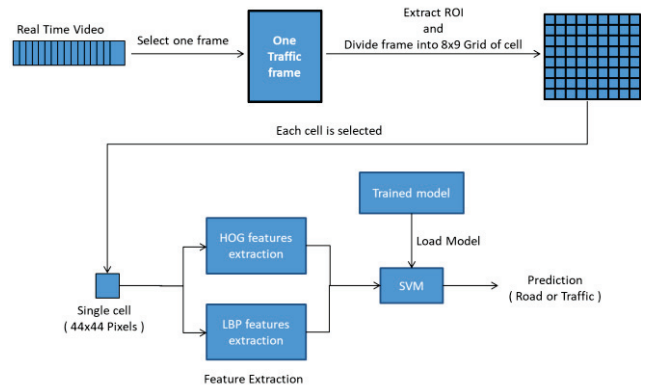 Real Time Video
Select one frame
One
Traffic
frame
Extract ROI
and
Divide frame into 8x9 Grid of cell
Each cell is selected
Trained model
Load Model
HOG features
extraction
SVM
Prediction
( Road or Traffic )
Single cell
( 44x44 Pixels )
LBP features
extraction
Feature Extraction